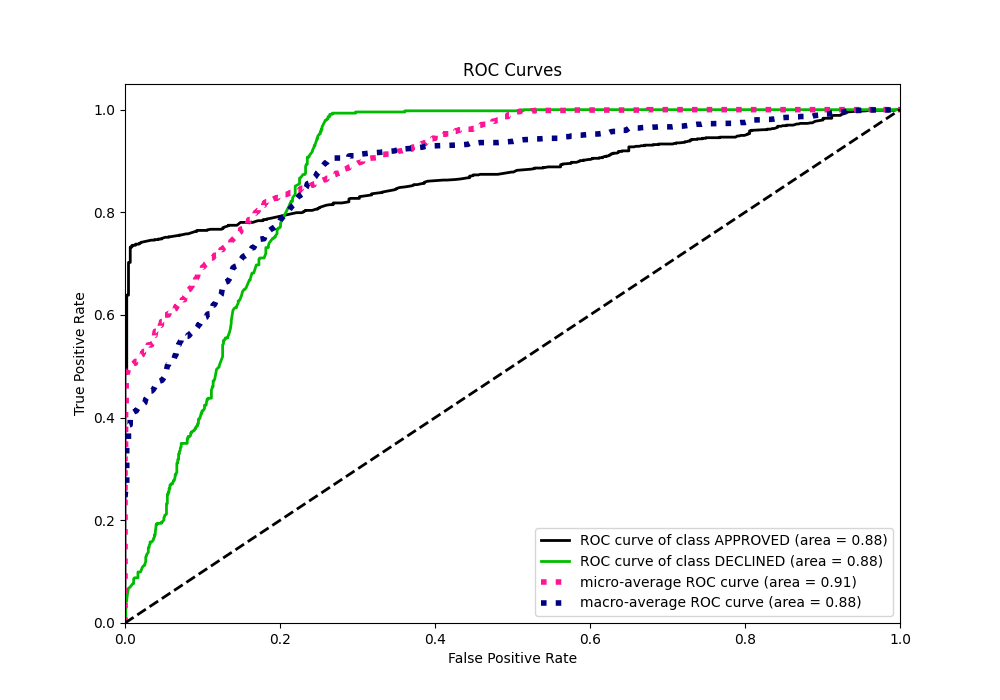 ROC Curves
1.0
0.8
0.6
0.4
0.2
0.0
True Positive Rate
ROC curve of class APPROVED (area = 0.88)
ROC curve of class DECLINED (area = 0.88)
micro-average ROC curve (area = 0.91)
macro-average ROC curve (area = 0.88)
0.0 0.2 0.4 0.6 0.8 1.0
False Positive Rate